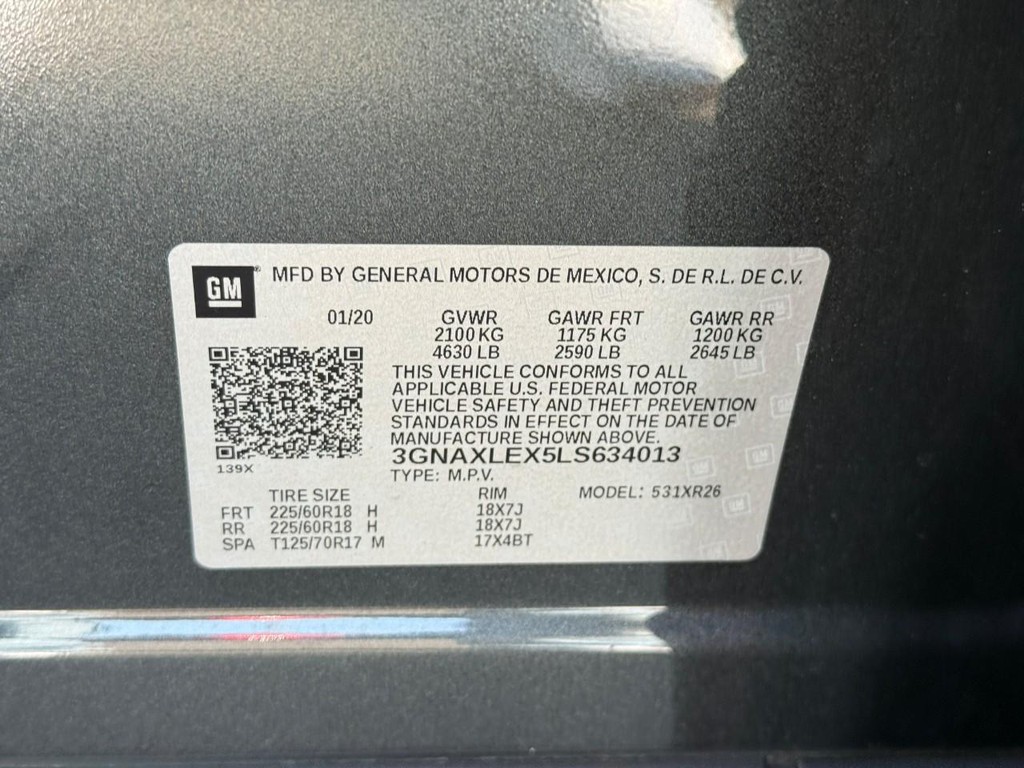 GM ® MFD BY GENERAL MOTORS DE MEXICO, S. DE R.L. DE C.V.
01/20 GVWR GAWR FRT GAWR RR
2100 KG 1175 KG 1200 KG
4630 LB 2590 LB 2645 LB
THIS VEHICLE CONFORMS TO ALL
APPLICABLE U.S. FEDERAL MOTOR
VEHICLE SAFETY AND THEFT PREVENTION
STANDARDS IN EFFECT ON THE DATE OF
MANUFACTURE SHOWN ABOVE.
3GNAXLEX5LS634013
139X
TYPE: M.P.V.
TIRE SIZE RIM MODEL: 531XR26
FRT 225/60R18 H 18X7J
RR 225/60R18 H 18X7J
SPA T125/70R17 M 17X4BT